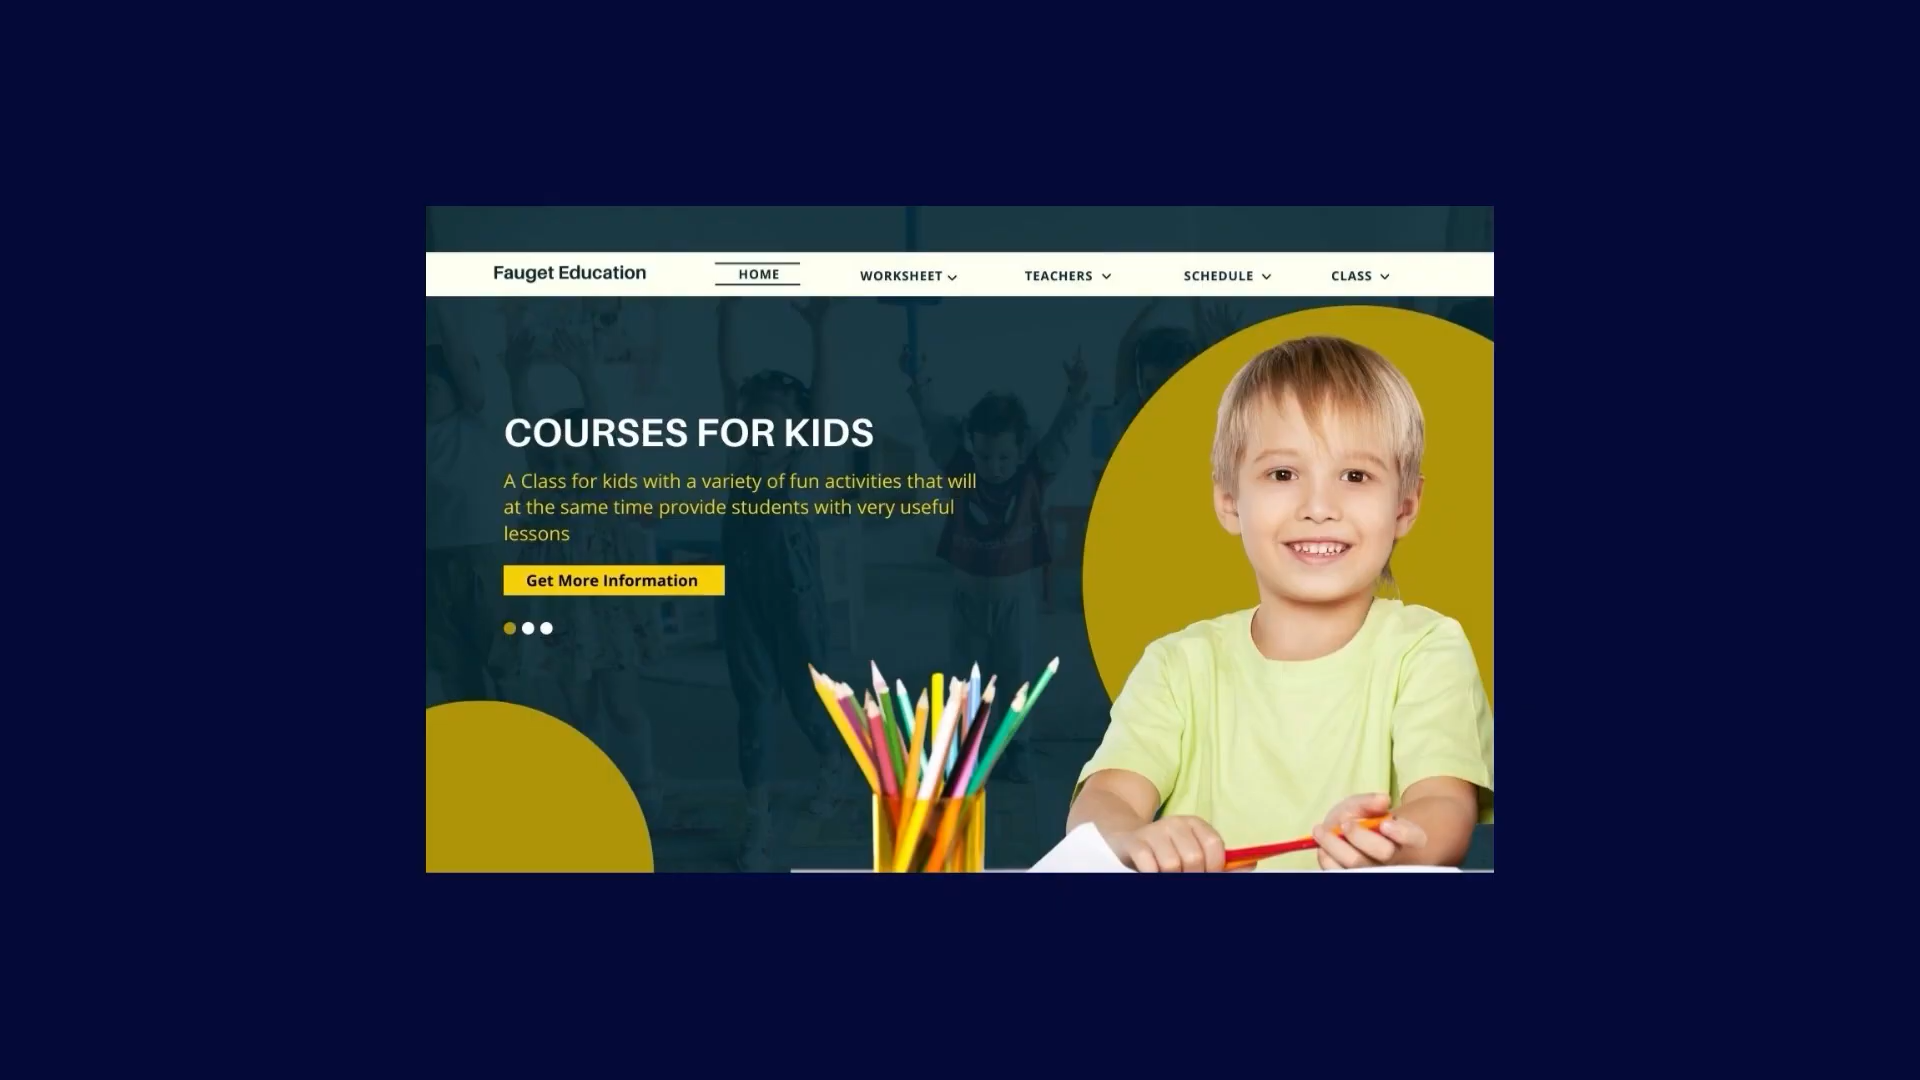 Fauget Education
HOME
WORKSHEET
TEACHERS
SCHEDULE
CLASS
COURSES FOR KIDS
A Class for kids with a variety of fun activities that will
at the same time provide students with very useful
lessons
Get More Information